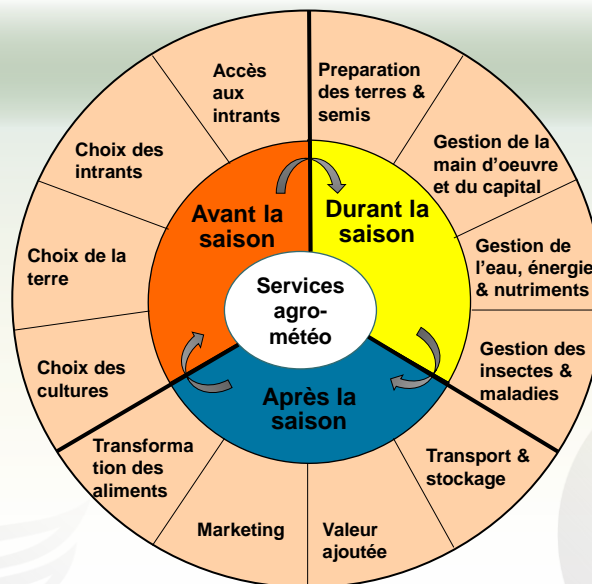 Accès
aux
intrants
Preparation
des terres &
semis
Choix des
intrants
Gestion de la
main d'oeuvre
et du capital
Avant la
saison
Durant la
saison
Choix de la
terre
Gestion de
l'eau, énergie
& nutriments
Services
agro-
météo
Choix des
cultures
Gestion des
insectes &
maladies
Après la
saison
Transforma
tion des
aliments
Transport &
stockage
Marketing
Valeur
ajoutée